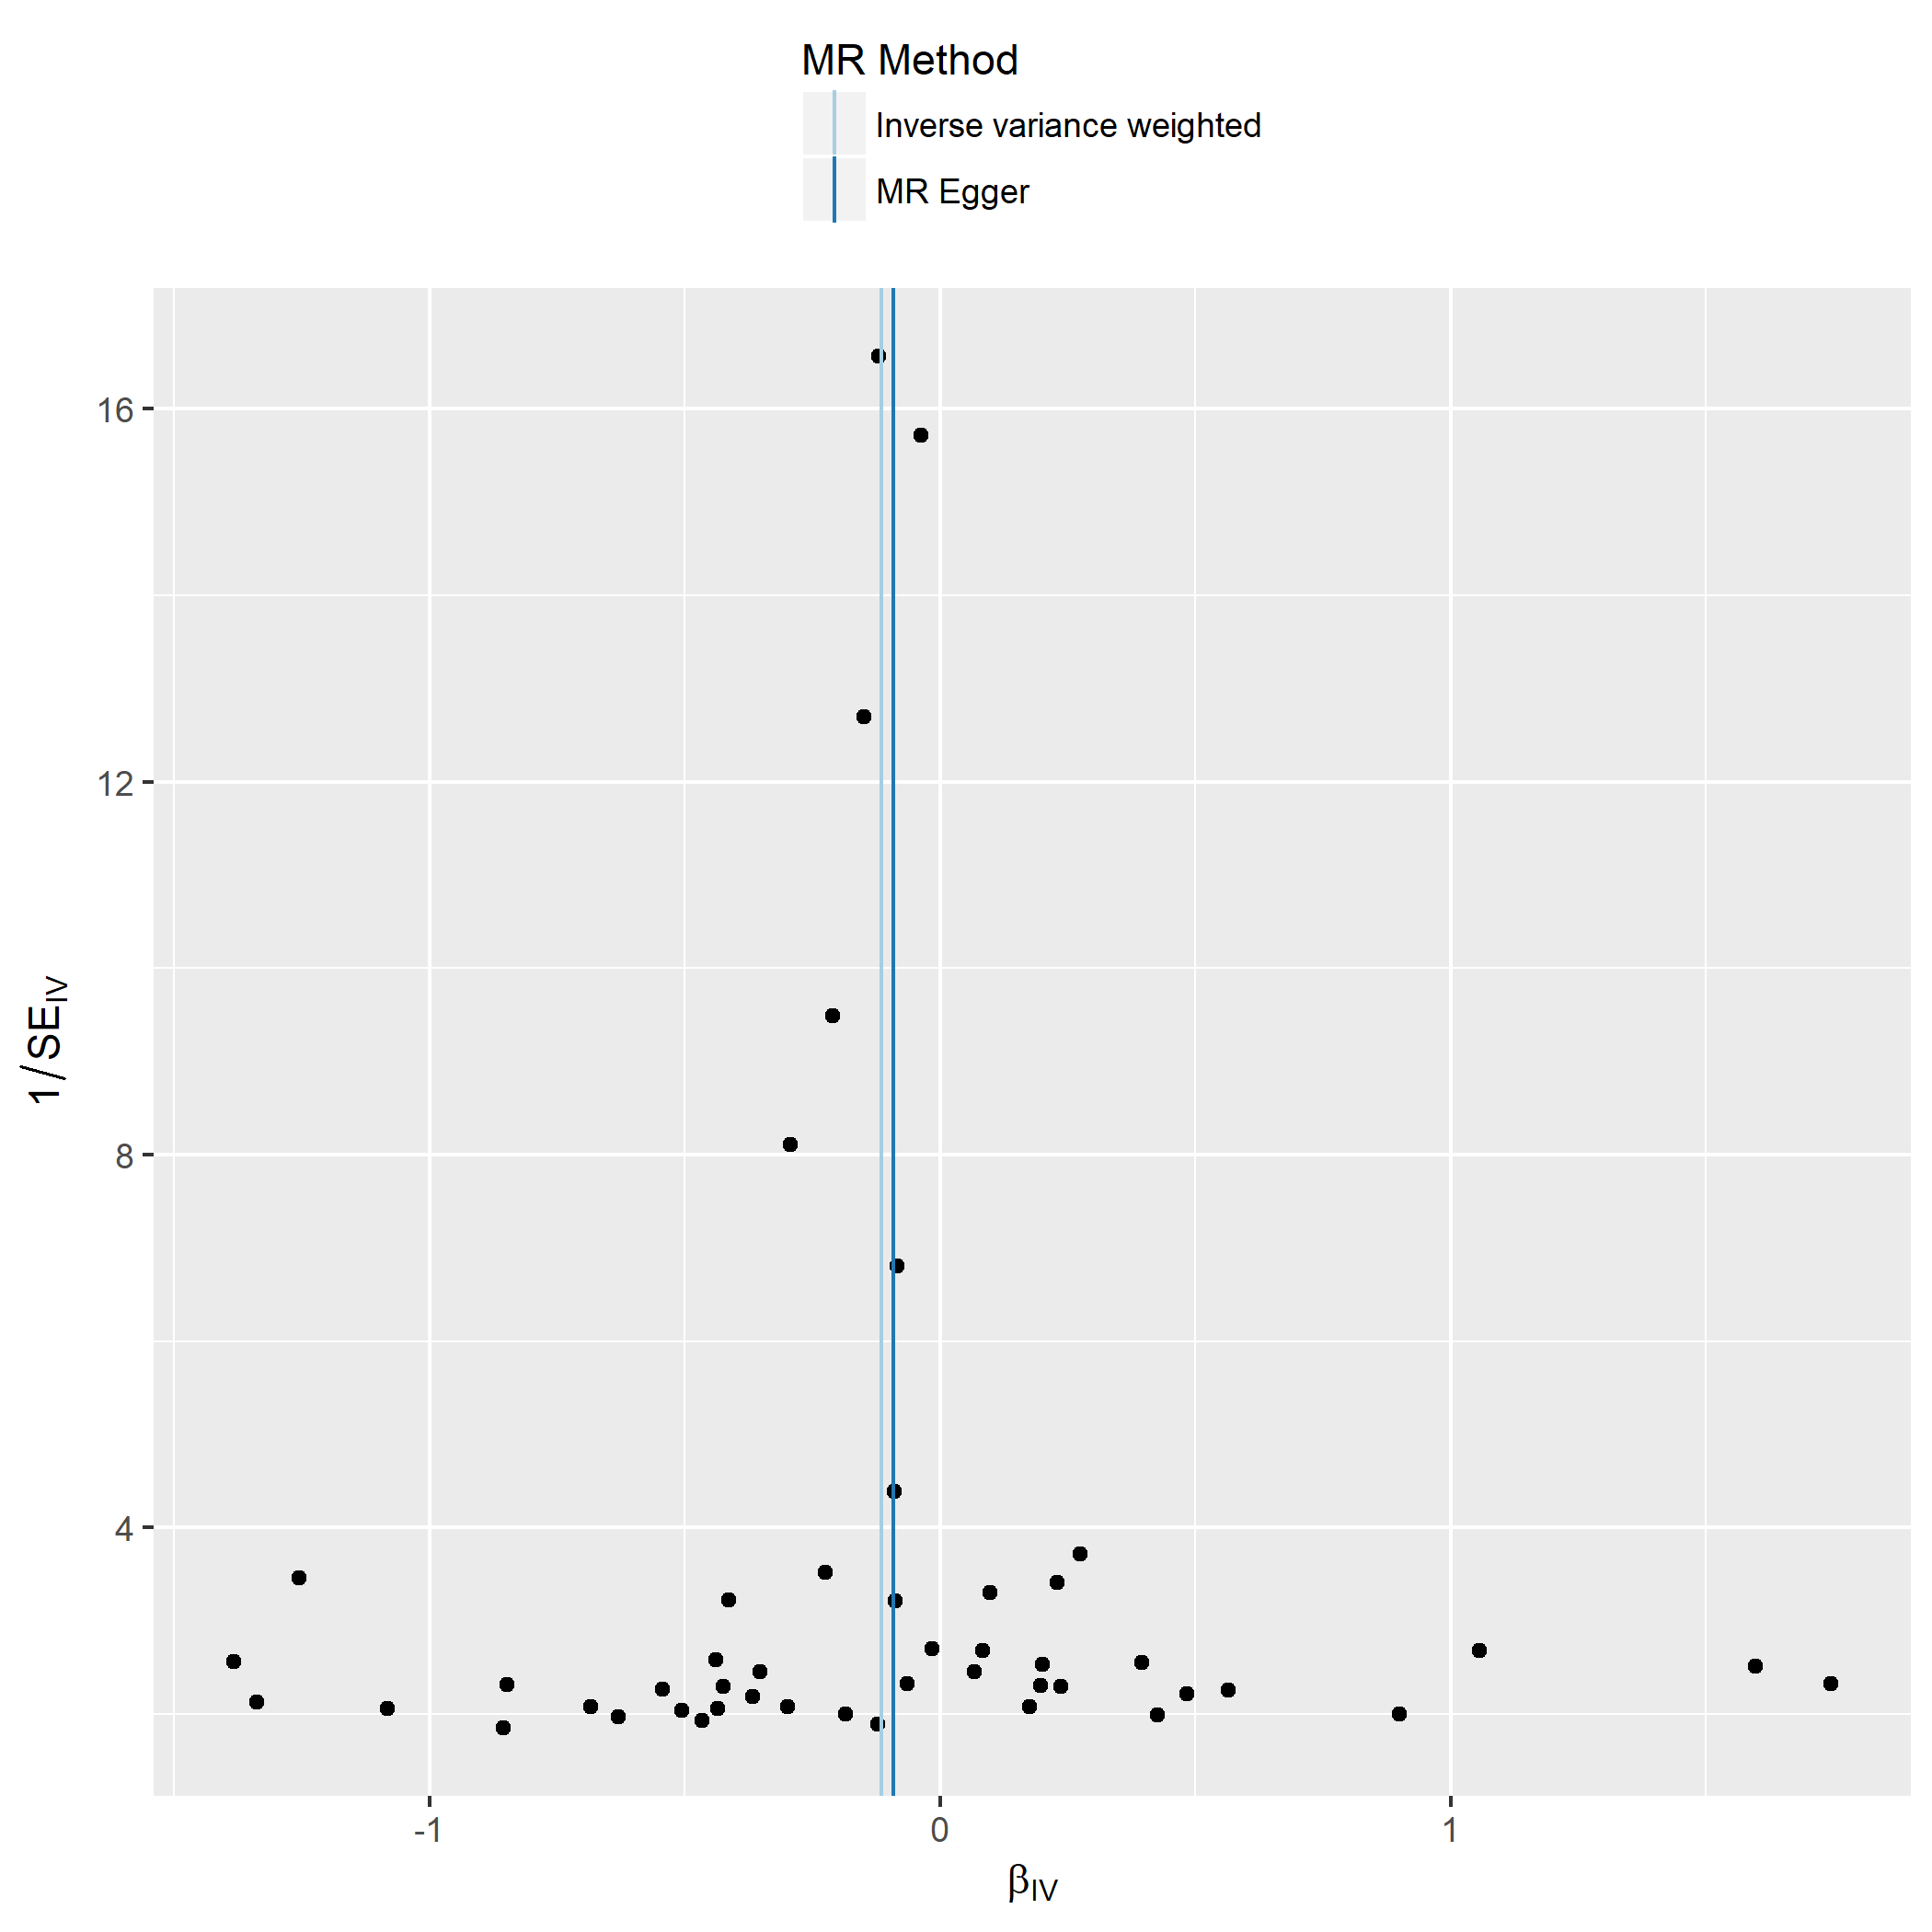 MR Method
Inverse variance weighted
MR Egger
16
12
8
4
1/SE_IV
-1 0 1
β_IV